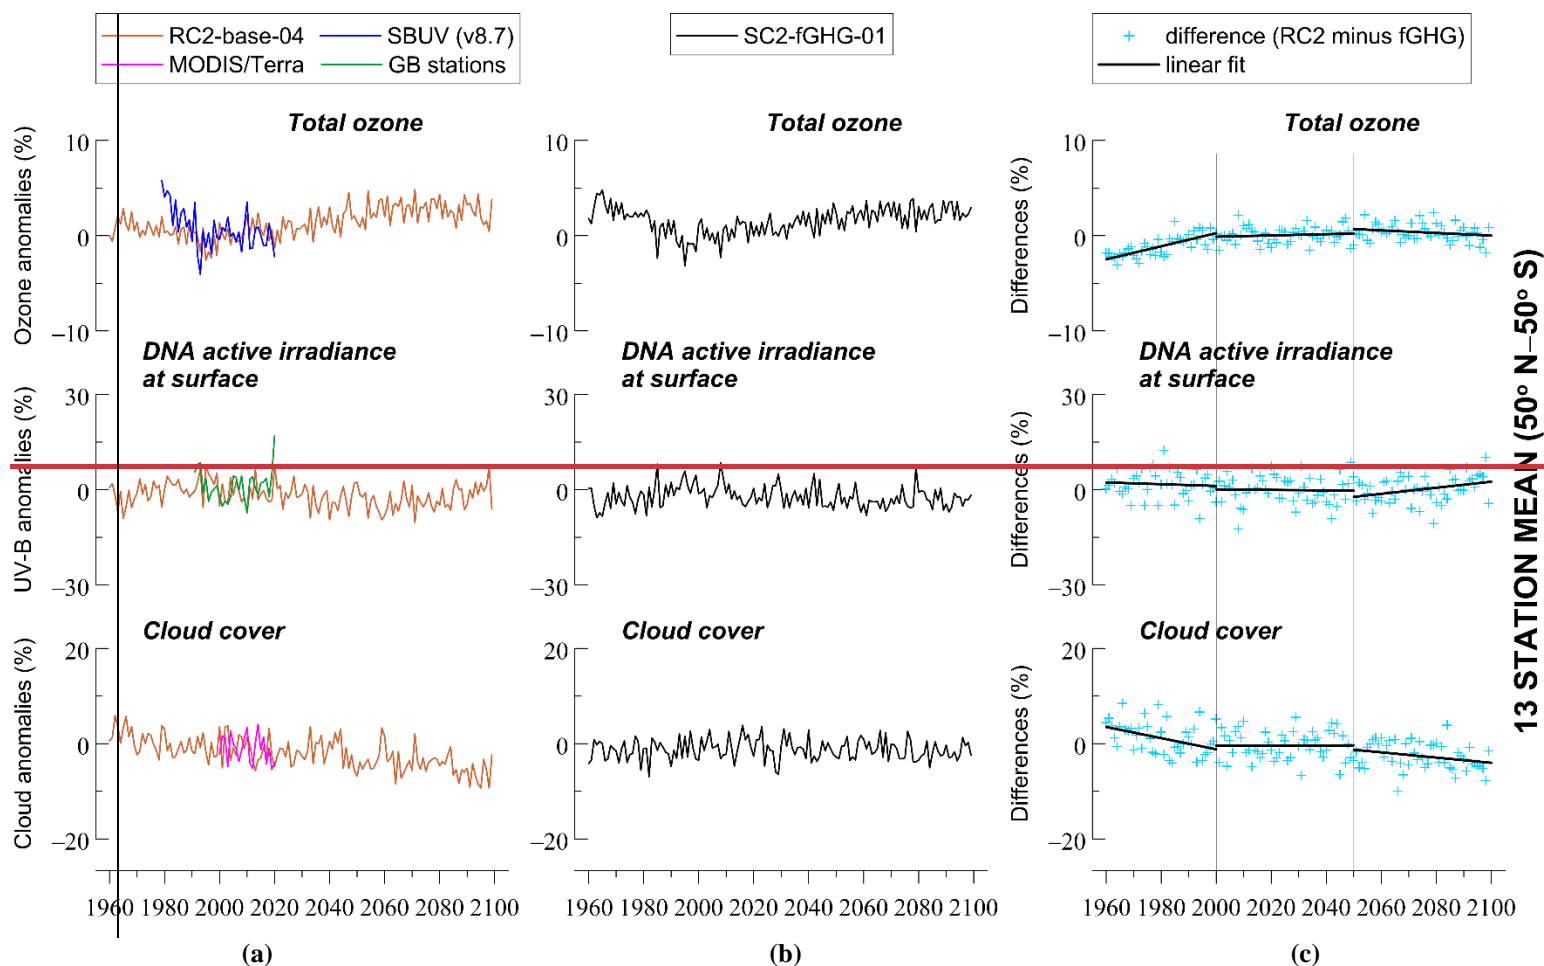 RC2-base-04 SBUV (v8.7)
MODIS/Terra GB stations
SC2-fGHG-01
difference (RC2 minus fGHG)
linear fit
Total ozone
Total ozone
Total ozone
Ozone anomalies (%)
10
0
−10
10
0
−10
Differences (%)
10
0
−10
DNA active irradiance
at surface
DNA active irradiance
at surface
DNA active irradiance
at surface
UV-B anomalies (%)
30
0
−30
30
0
−30
Differences (%)
30
0
−30
Cloud cover
Cloud cover
Cloud cover
Cloud anomalies (%)
20
0
−20
20
0
−20
Differences (%)
20
0
−20
13 STATION MEAN (50° N–50° S)
1960 1980 2000 2020 2040 2060 2080 2100
1960 1980 2000 2020 2040 2060 2080 2100
1960 1980 2000 2020 2040 2060 2080 2100
(a)
(b)
(c)